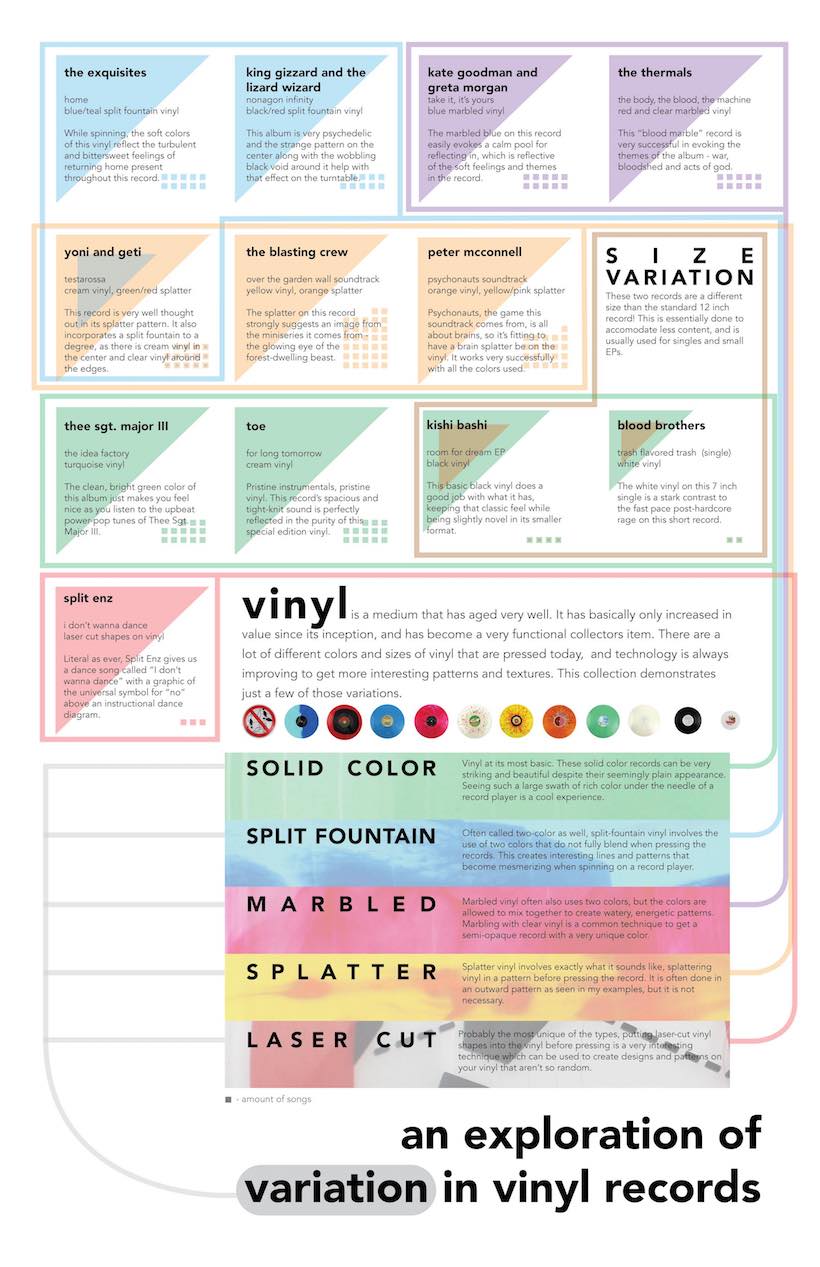 the exquisites
home
blue/teal split fountain vinyl
While spinning, the soft colors
of this vinyl reflect the turbulent
and bittersweet feelings of
returning home present
throughout this record.
king gizzard and the
lizard wizard
nonagon infinity
black/red split fountain vinyl
This album is very psychedelic
and the strange pattern on the
center along with the wobbling
black void around it help with
that effect on the turntable.
kate goodman and
greta morgan
take it, it's yours
blue marbled vinyl
The marbled blue on this record
easily evokes a calm pool for
reflecting in, which is reflective
of the soft feelings and themes
in the record.
the thermals
the body, the blood, the machine
red and clear marbled vinyl
This "blood marble" record is
very successful in evoking the
themes of the album - war,
bloodshed and acts of god.
yoni and geti
testarossa
cream vinyl, green/red splatter
This record is very well thought
out in its splatter pattern. It also
incorporates a split fountain to a
degree, as there is cream vinyl in
the center and clear vinyl around
the edges.
the blasting crew
over the garden wall soundtrack
yellow vinyl, orange splatter
The splatter on this record
strongly suggests an image from
the miniseries it comes from -
the glowing eye of the
forest-dwelling beast.
peter mcconnell
psychonauts soundtrack
orange vinyl, yellow/pink splatter
Psychonauts, the game this
soundtrack comes from, is all
about brains, so it's fitting to
have a brain splatter be on the
vinyl. It works very successfully
with all the colors used.
SIZE
VARIATION
These two records are a different
size than the standard 12 inch
record! This is essentially done to
accomodate less content, and is
usually used for singles and small
EPs.
thee sgt. major III
the idea factory
turquoise vinyl
The clean, bright green color of
this album just makes you feel
nice as you listen to the upbeat
power-pop tunes of Thee Sgt.
Major III.
toe
for long tomorrow
cream vinyl
Pristine instrumentals, pristine
vinyl. This record's spacious and
tight-knit sound is perfectly
reflected in the purity of this
special edition vinyl.
kishi bashi
room for dream EP
black vinyl
This basic black vinyl does a
good job with what it has,
keeping that classic feel while
being slightly novel in its smaller
format.
blood brothers
trash flavored trash (single)
white vinyl
The white vinyl on this 7 inch
single is a stark contrast to
the fast pace post-hardcore
rage on this short record.
split enz
i don't wanna dance
laser cut shapes on vinyl
Literal as ever, Split Enz gives us
a dance song called "I don't
wanna dance" with a graphic of
the universal symbol for "no"
above an instructional dance
diagram.
vinyl is a medium that has aged very well. It has basically only increased in
value since its inception, and has become a very functional collectors item. There are a
lot of different colors and sizes of vinyl that are pressed today, and technology is always
improving to get more interesting patterns and textures. This collection demonstrates
just a few of those variations.
SOLID COLOR
Vinyl at its most basic. These solid color records can be very
striking and beautiful despite their seemingly plain appearance.
Seeing such a large swath of rich color under the needle of a
record player is a cool experience.
SPLIT FOUNTAIN
Often called two-color as well, split-fountain vinyl involves the
use of two colors that do not fully blend when pressing the
records. This creates interesting lines and patterns that
become mesmerizing when spinning on a record player.
MARBLED
Marbled vinyl often also uses two colors, but the colors are
allowed to mix together to create watery, energetic patterns.
Marbling with clear vinyl is a common technique to get a
semi-opaque record with a very unique color.
SPLATTER
Splatter vinyl involves exactly what it sounds like, splattering
vinyl in a pattern before pressing the record. It is often done in
an outward pattern as seen in my examples, but it is not
necessary.
LASER CUT
Probably the most unique of the types, putting laser-cut vinyl
shapes into the vinyl before pressing is a very interesting
technique which can be used to create designs and patterns on
your vinyl that aren't so random.
- amount of songs
an exploration of
variation in vinyl records